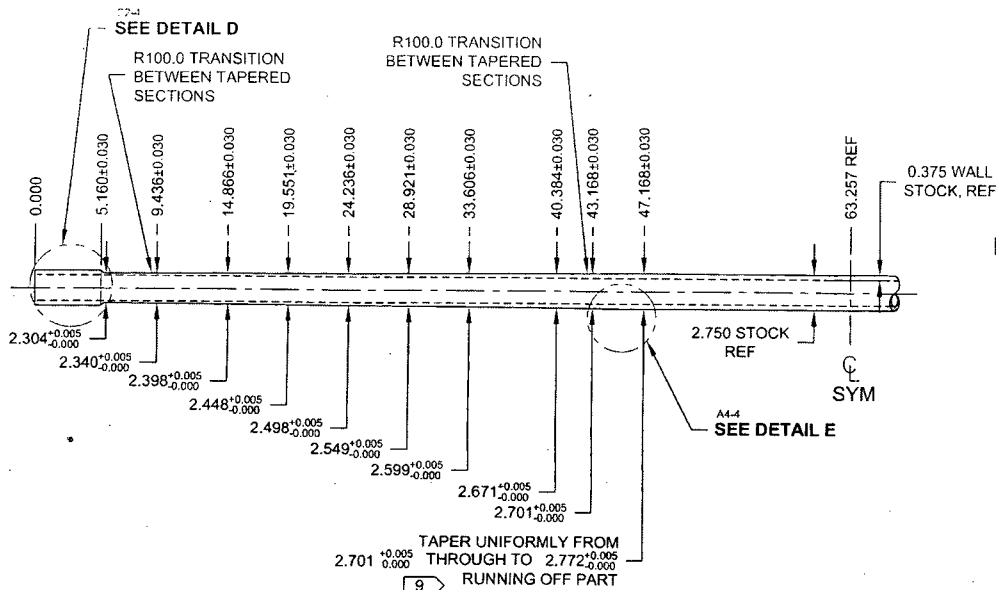 SEE DETAIL D
R100.0 TRANSITION
BETWEEN TAPERED
SECTIONS
R100.0 TRANSITION
BETWEEN TAPERED
SECTIONS
0.000
5.160±0.030
9.436±0.030
14.866±0.030
19.551±0.030
24.236±0.030
28.921±0.030
33.606±0.030
40.384±0.030
43.168±0.030
47.168±0.030
63.257 REF
0.375 WALL
STOCK, REF
2.304 +0.005 -0.000
2.340 +0.005 -0.000
2.398 +0.005 -0.000
2.448 +0.005 -0.000
2.498 +0.005 -0.000
2.549 +0.005 -0.000
2.599 +0.005 -0.000
2.671 +0.005 -0.000
2.701 +0.005 -0.000
2.750 STOCK
REF
CL
SYM
A4-4
SEE DETAIL E
TAPER UNIFORMLY FROM
2.701 +0.005 0.000 THROUGH TO 2.772 +0.005 -0.000
RUNNING OFF PART
9